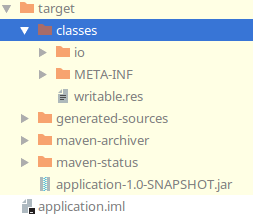 target
classes
io
META-INF
writable.res
generated-sources
maven-archiver
maven-status
application-1.0-SNAPSHOT.jar
application.iml